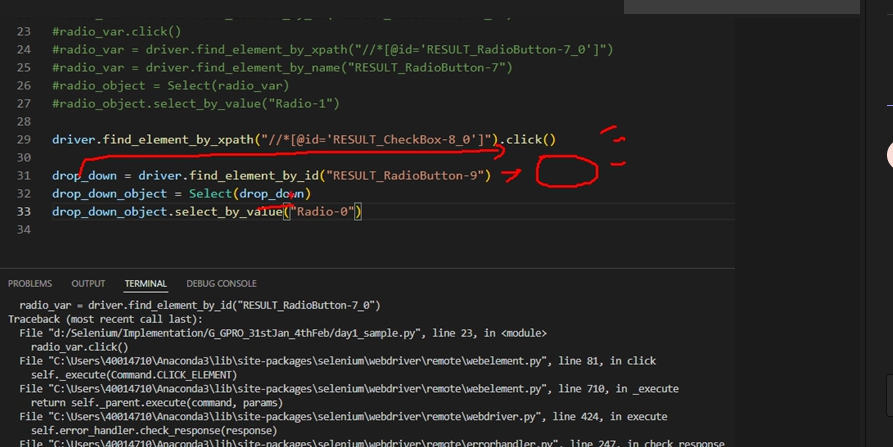 23 #radio_var.click()
24 #radio_var = driver.find_element_by_xpath("//*[@id='RESULT_RadioButton-7_0']")
25 #radio_var = driver.find_element_by_name("RESULT_RadioButton-7")
26 #radio_object = Select(radio_var)
27 #radio_object.select_by_value("Radio-1")
28
29 driver.find_element_by_xpath("//*[@id='RESULT_CheckBox-8_0']").click()
30
31 drop_down = driver.find_element_by_id("RESULT_RadioButton-9")
32 drop_down_object = Select(drop_down)
33 drop_down_object.select_by_value("Radio-0")
34
PROBLEMS OUTPUT TERMINAL DEBUG CONSOLE
radio_var = driver.find_element_by_id("RESULT_RadioButton-7_0")
Traceback (most recent call last):
File "d:/Selenium/Implementation/G_GPRO_31stJan_4thFeb/day1_sample.py", line 23, in <module>
radio_var.click()
File "C:\Users\40014710\Anaconda3\lib\site-packages\selenium\webdriver\remote\webelement.py", line 81, in click
self._execute(Command.CLICK_ELEMENT)
File "C:\Users\40014710\Anaconda3\lib\site-packages\selenium\webdriver\remote\webelement.py", line 710, in _execute
return self._parent.execute(command, params)
File "C:\Users\40014710\Anaconda3\lib\site-packages\selenium\webdriver\remote\webdriver.py", line 424, in execute
self.error_handler.check_response(response)
File "C:\Users\40014710\Anaconda3\lib\site-packages\selenium\webdriver\remote\errorhandler.py", line 247, in check_response